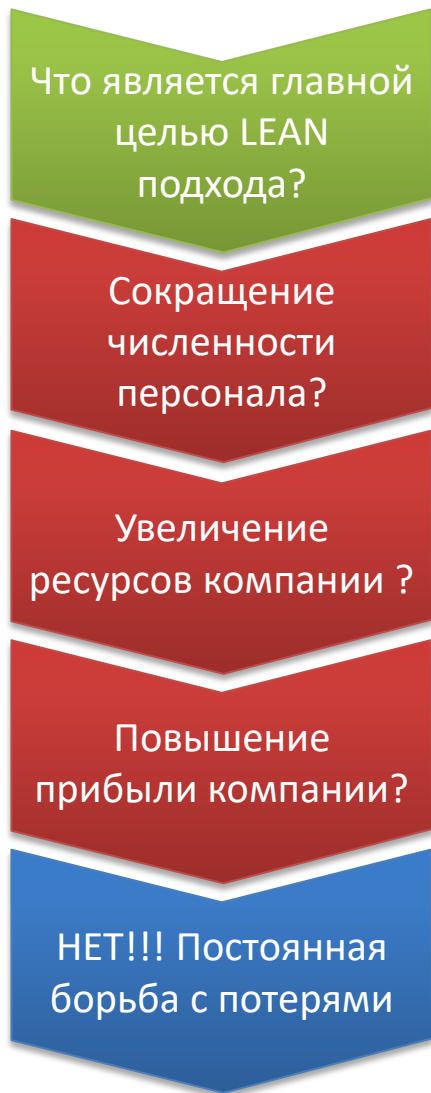 Что является главной
целью LEAN
подхода?
Сокращение
численности
персонала?
Увеличение
ресурсов компании ?
Повышение
прибыли компании?
НЕТ!!! Постоянная
борьба с потерями